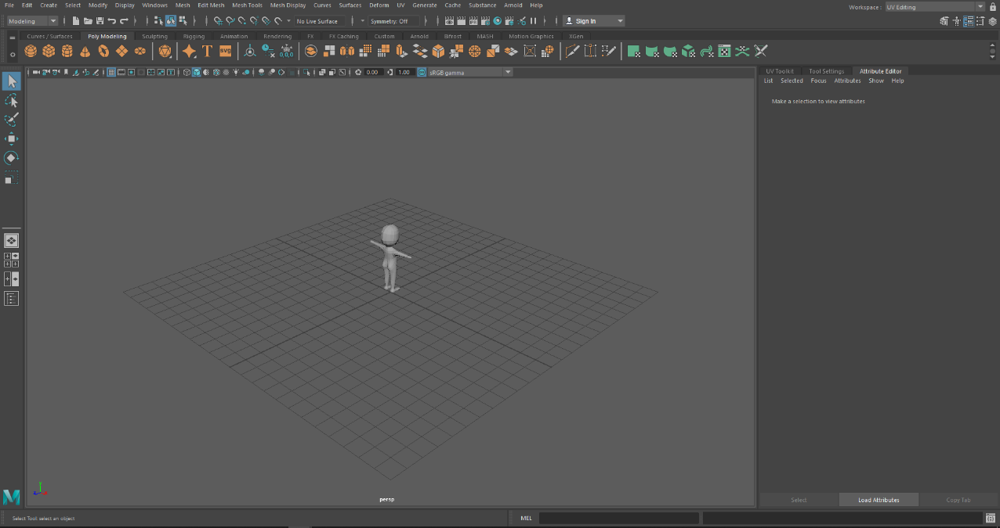 File Edit Create Select Modify Display Windows Mesh Edit Mesh Mesh Tools Mesh Display Curves Surfaces Deform UV Generate Cache Substance Arnold Help
Workspace : UV Editing
Modeling No Live Surface Symmetry: Off Sign In
Curves / Surfaces Poly Modeling Sculpting Rigging Animation Rendering FX FX Caching Custom Arnold Bifrost MASH Motion Graphics XGen
T SVG 0,0,0
0.00 1.00 sRGB gamma
UV Toolkit Tool Settings Attribute Editor
List Selected Focus Attributes Show Help
Make a selection to view attributes
persp
Select Load Attributes Copy Tab
M
Select Tool: select an object MEL